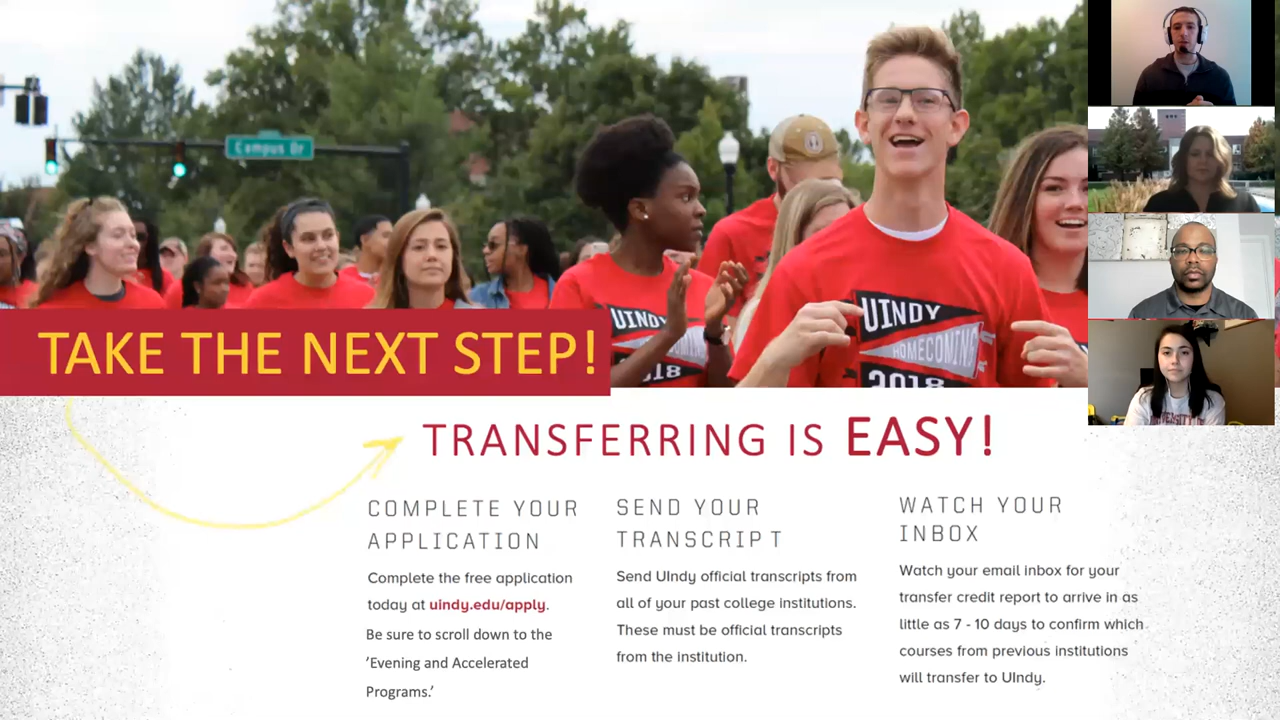 Campus Dr
UINDY
HOMECOMING
2018
UINDY
HOMECOMING
2018
TAKE THE NEXT STEP!
TRANSFERRING IS EASY!
COMPLETE YOUR
APPLICATION
Complete the free application
today at uindy.edu/apply.
Be sure to scroll down to the
'Evening and Accelerated
Programs.'
SEND YOUR
TRANSCRIP T
Send UIndy official transcripts from
all of your past college institutions.
These must be official transcripts
from the institution.
WATCH YOUR
INBOX
Watch your email inbox for your
transfer credit report to arrive in as
little as 7 - 10 days to confirm which
courses from previous institutions
will transfer to UIndy.